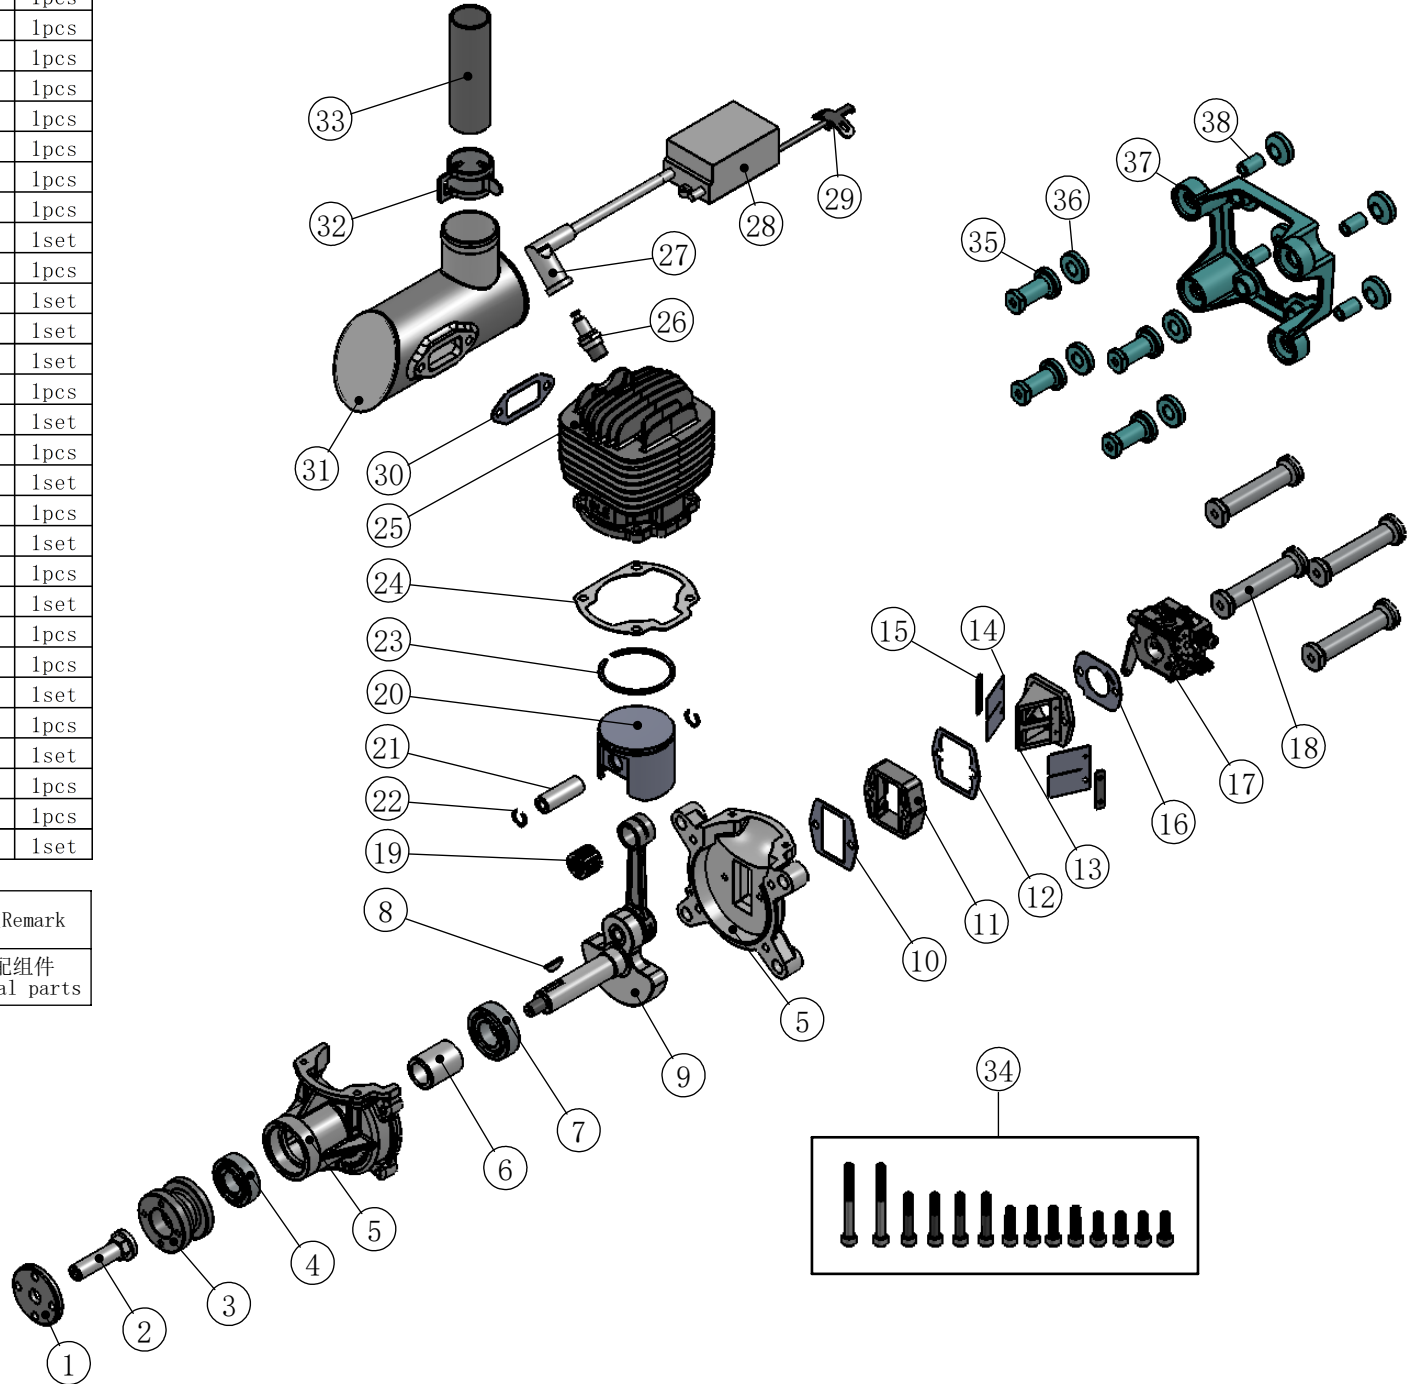 1pcs
1pcs
1pcs
1pcs
1pcs
1pcs
1pcs
1pcs
1set
1pcs
1set
1set
1set
1pcs
1set
1pcs
1set
1pcs
1set
1pcs
1set
1pcs
1pcs
1set
1pcs
1set
1pcs
1pcs
1set
Remark
配组件
al parts
33
32
31
30
29
28
27
26
25
24
23
20
21
22
19
8
38
37
36
35
15
14
18
17
16
13
12
11
10
5
9
7
6
5
4
3
2
1
34